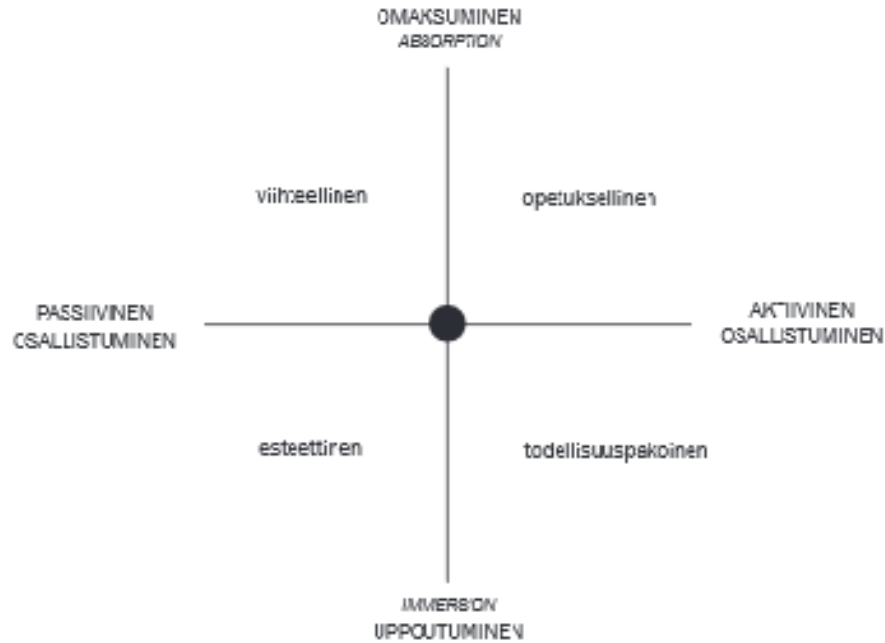 OMAKSUMINEN
ABSORPTION
viihteellinen
opetuksellinen
PASSIIVINEN
OSALLISTUMINEN
AKTIIVINEN
OSALLISTUMINEN
esteettinen
todellisuuspakoinen
IMMERSION
UPPOUTUMINEN